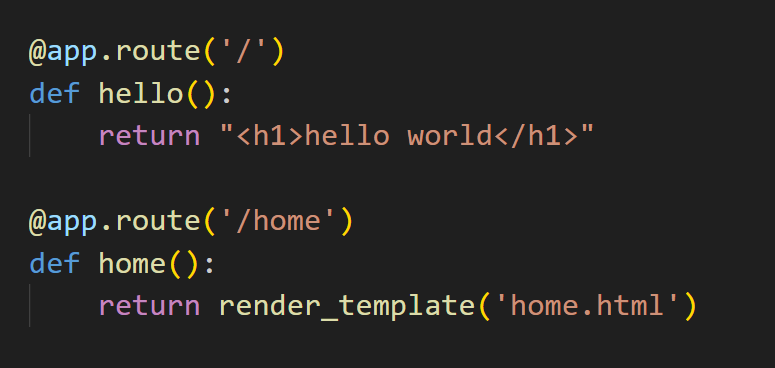 @app.route('/')
def hello():
    return "<h1>hello world</h1>"
@app.route('/home')
def home():
    return render_template('home.html')